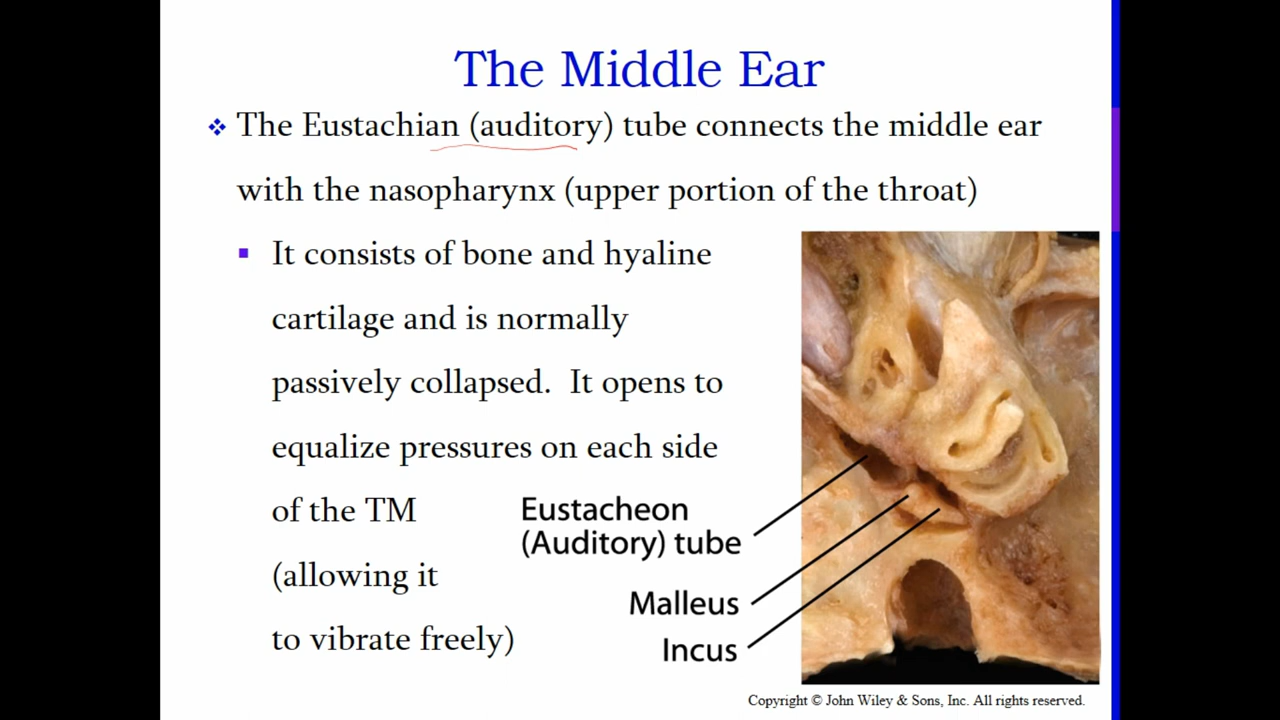 The Middle Ear
The Eustachian (auditory) tube connects the middle ear
with the nasopharynx (upper portion of the throat)
It consists of bone and hyaline
cartilage and is normally
passively collapsed. It opens to
equalize pressures on each side
of the TM
(allowing it
to vibrate freely)
Eustacheon
(Auditory) tube
Malleus
Incus
Copyright © John Wiley & Sons, Inc. All rights reserved.